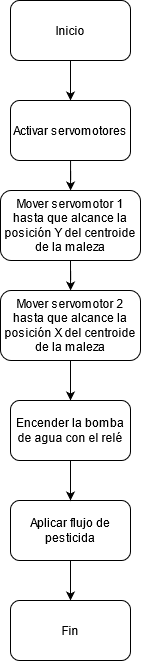 Inicio
Activar servomotores
Mover servomotor 1
hasta que alcance la
posición Y del centroide
de la maleza
Mover servomotor 2
hasta que alcance la
posición X del centroide
de la maleza
Encender la bomba
de agua con el relé
Aplicar flujo de
pesticida
Fin